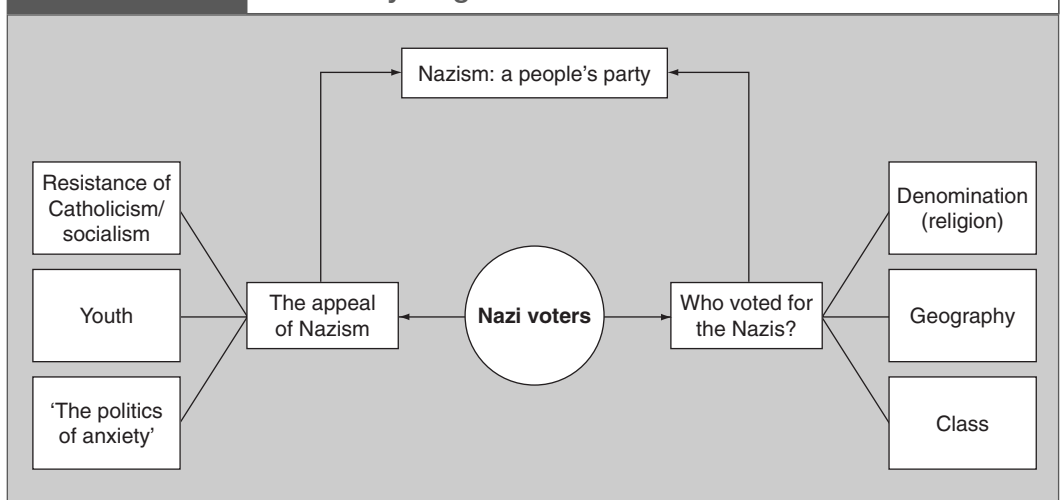 Nazism: a people's party
Resistance of
Catholicism/
socialism
Youth
'The politics
of anxiety'
The appeal
of Nazism
Nazi voters
Who voted for
the Nazis?
Denomination
(religion)
Geography
Class